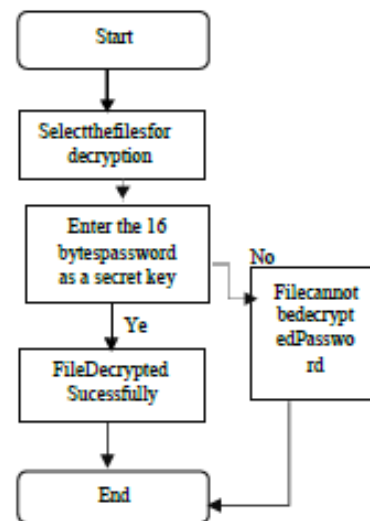 Start
Selectthefilesfor
decryption
Enter the 16
bytespassword
as a secret key
No
Filecannot
bedecrypt
edPasswo
rd
Ye
FileDecrypted
Sucessfully
End